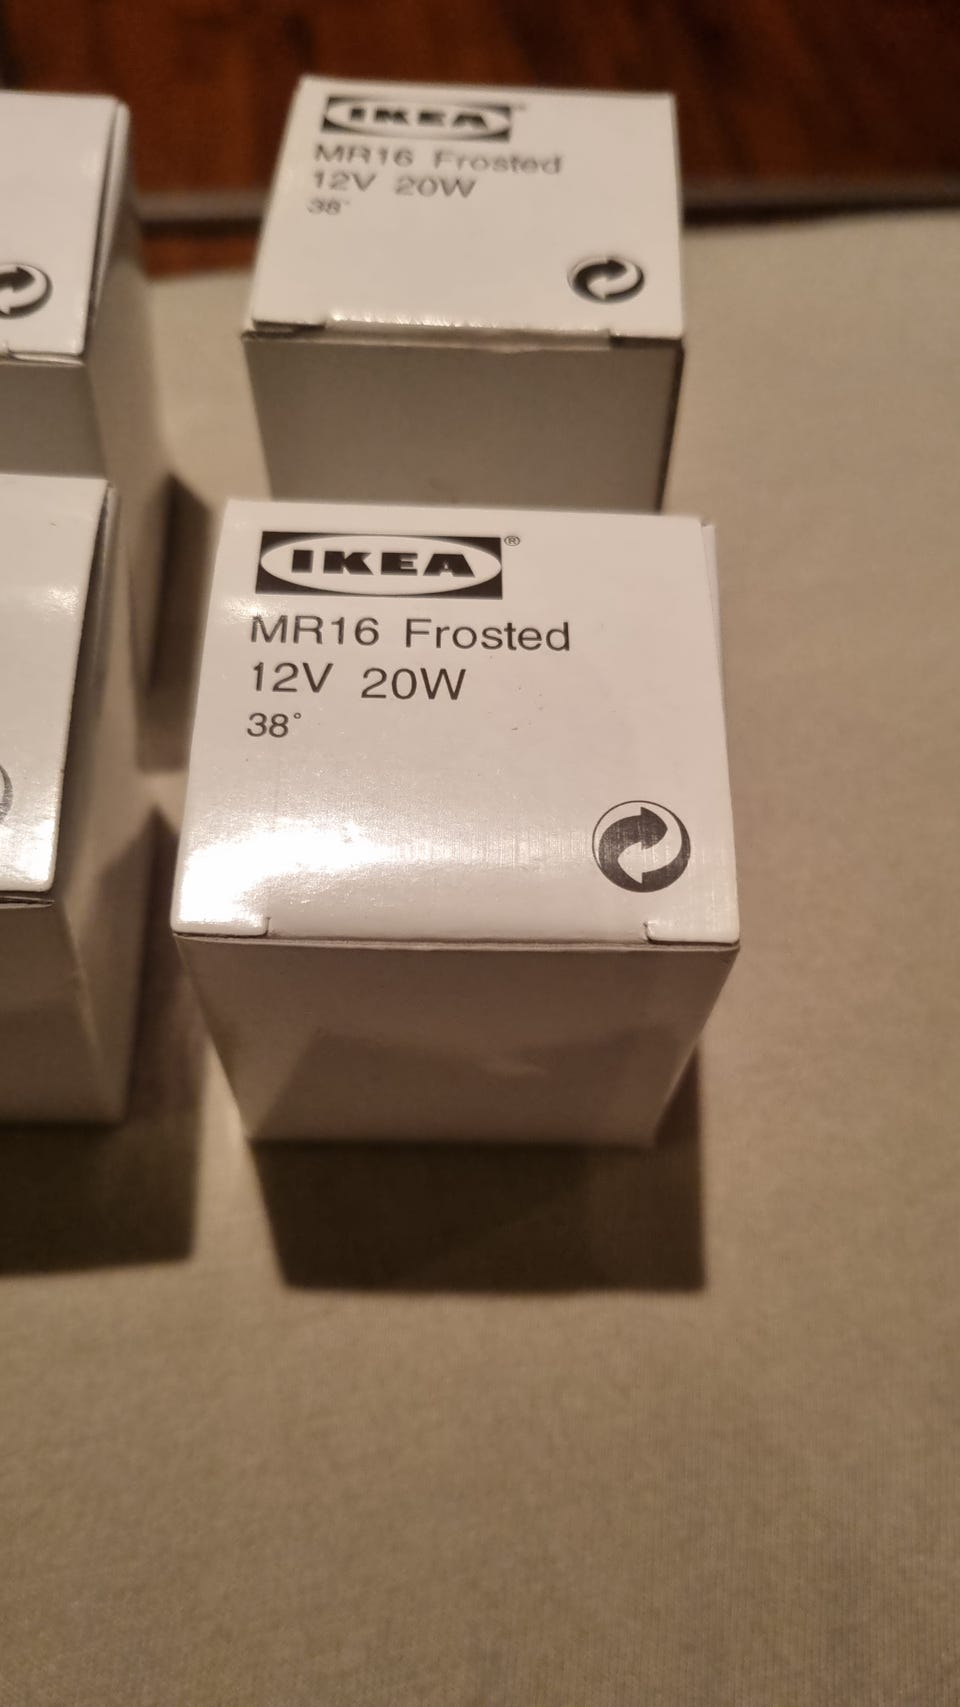 IKEA®
MR16 Frosted
12V 20W
38°
IKEA®
MR16 Frosted
12V 20W
38°